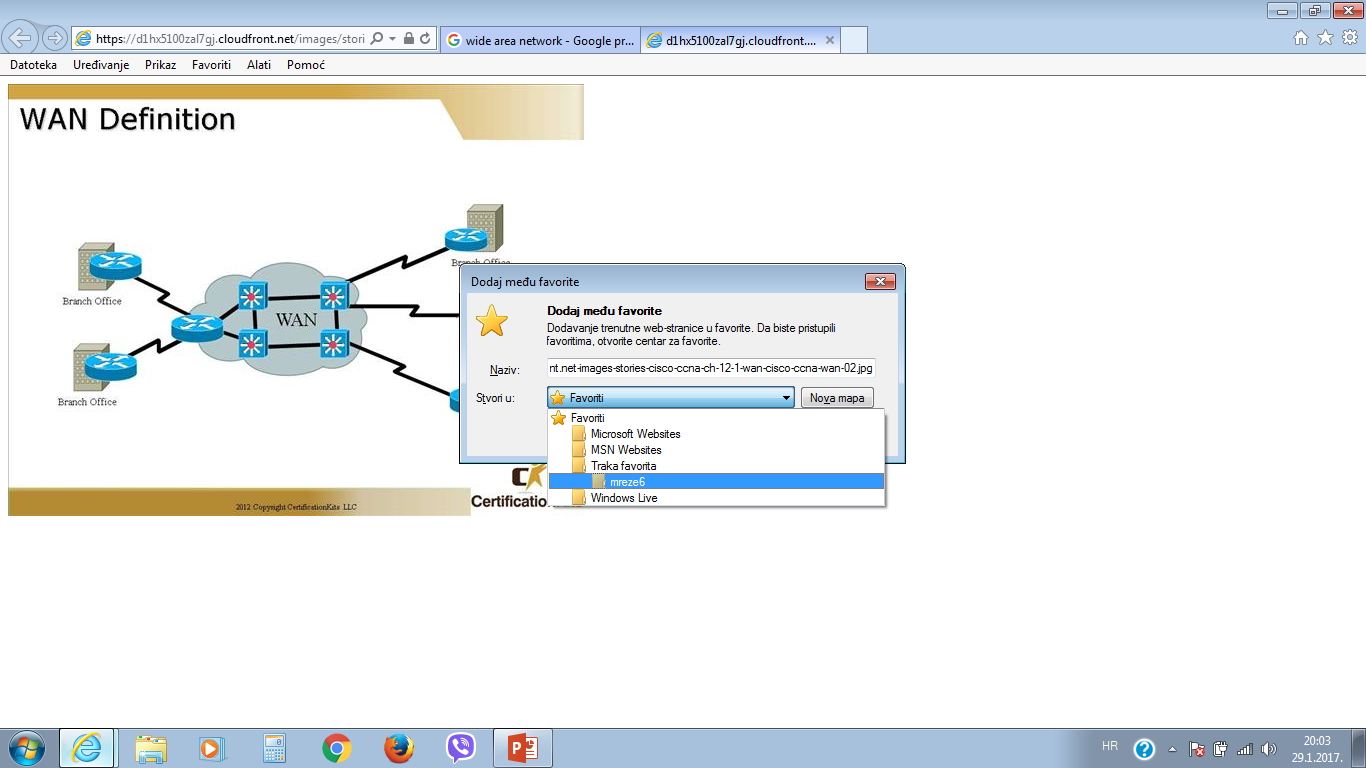 https://d1hx5100zal7gj.cloudfront.net/images/stori
wide area network - Google pr...
d1hx5100zal7gj.cloudfront....
Datoteka Uređivanje Prikaz Favoriti Alati Pomoć
WAN Definition
Branch Office
Branch Office
WAN
Branch Office
Dodaj među favorite
Dodaj među favorite
Dodavanje trenutne web-stranice u favorite. Da biste pristupili
favoritima, otvorite centar za favorite.
Naziv: nt.net-images-stories-cisco-ccna-ch-12-1-wan-cisco-ccna-wan-02.jpg
Stvori u: Favoriti Nova mapa
Favoriti
Microsoft Websites
MSN Websites
Traka favorita
mreze6
Windows Live
2012 Copyright CertificationKits LLC
CK
Certificatio
HR
20:03
29.1.2017.